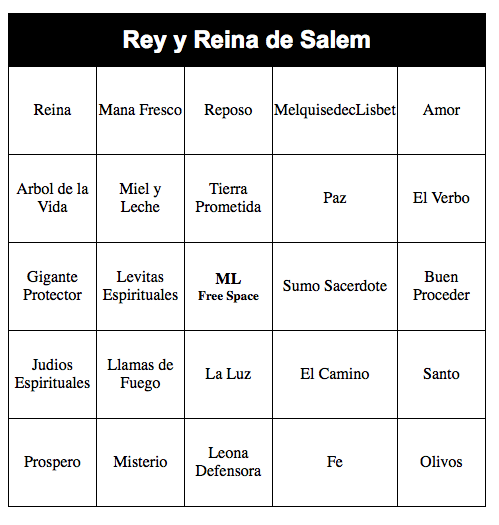 Rey y Reina de Salem
Reina
Mana Fresco
Reposo
MelquisedecLisbet
Amor
Arbol de la
Vida
Miel y
Leche
Tierra
Prometida
Paz
El Verbo
Gigante
Protector
Levitas
Espirituales
ML
Free Space
Sumo Sacerdote
Buen
Proceder
Judios
Espirituales
Llamas de
Fuego
La Luz
El Camino
Santo
Prospero
Misterio
Leona
Defensora
Fe
Olivos